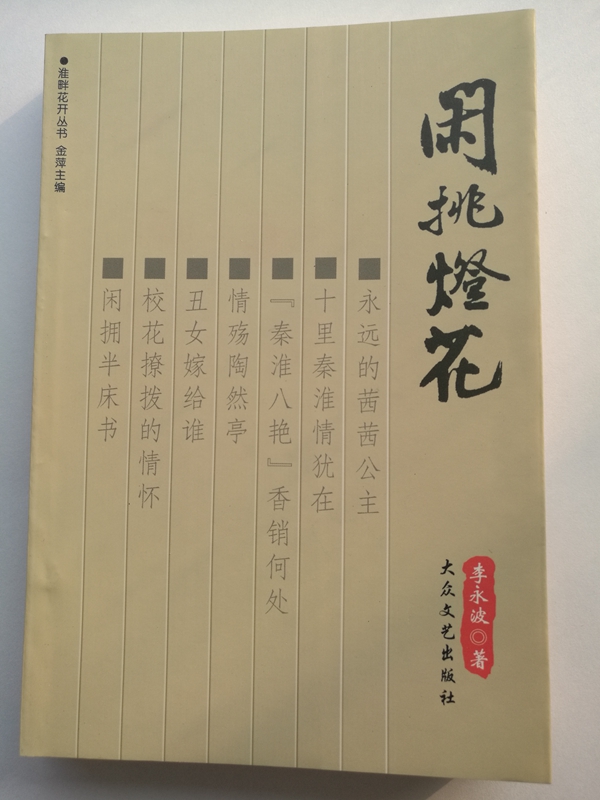 闲挑燈花
李永波◎著
大众文艺出版社
■永远的茜茜公主
■十里秦淮情犹在
■『秦淮八艳』香销何处
■情殇陶然亭
■丑女嫁给谁
■校花撩拨的情怀
■闲拥半床书
●淮畔花开丛书 金萍主编